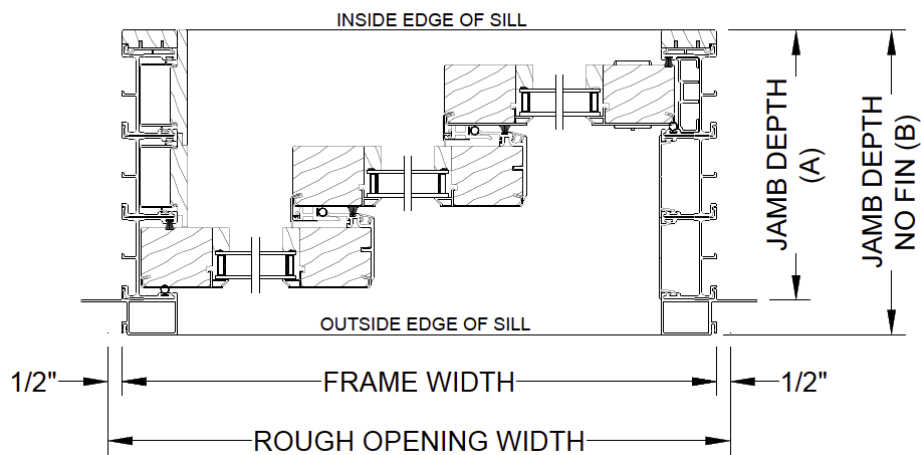 INSIDE EDGE OF SILL
JAMB DEPTH
(A)
JAMB DEPTH
NO FIN (B)
OUTSIDE EDGE OF SILL
1/2"
FRAME WIDTH
1/2"
ROUGH OPENING WIDTH